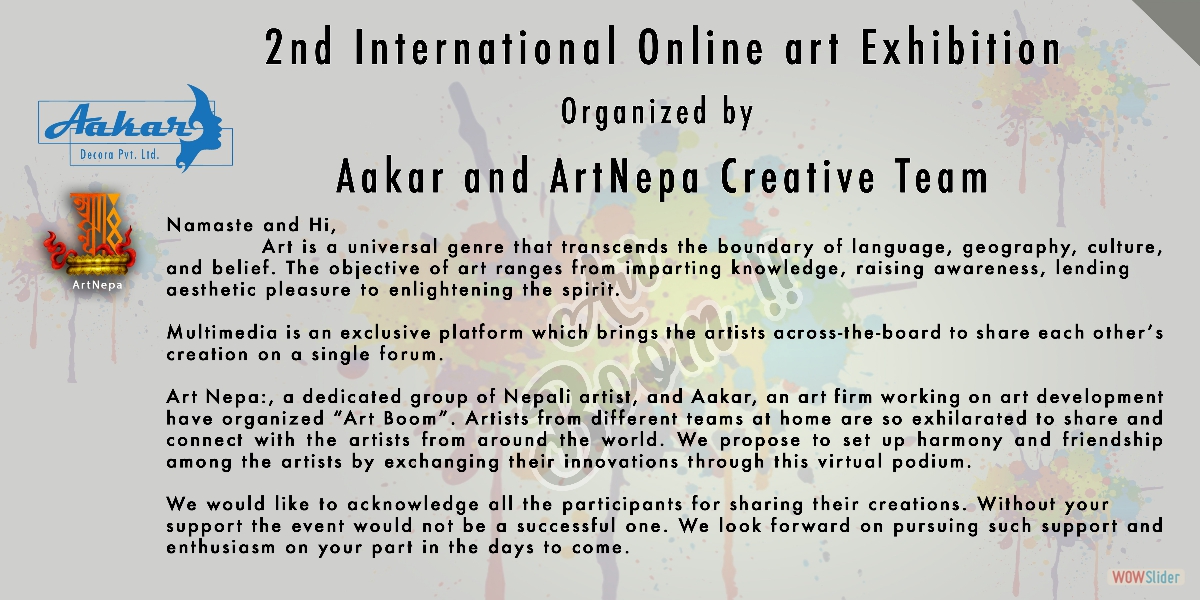 2nd International Online art Exhibition
Organized by
Aakar and ArtNepa Creative Team
Aakar
Decora Pvt. Ltd.
ArtNepa
Namaste and Hi,
Art is a universal genre that transcends the boundary of language, geography, culture,
and belief. The objective of art ranges from imparting knowledge, raising awareness, lending
aesthetic pleasure to enlightening the spirit.
Multimedia is an exclusive platform which brings the artists across-the-board to share each other’s
creation on a single forum.
Art Nepa:, a dedicated group of Nepali artist, and Aakar, an art firm working on art development
have organized “Art Boom”. Artists from different teams at home are so exhilarated to share and
connect with the artists from around the world. We propose to set up harmony and friendship
among the artists by exchanging their innovations through this virtual podium.
We would like to acknowledge all the participants for sharing their creations. Without your
support the event would not be a successful one. We look forward on pursuing such support and
enthusiasm on your part in the days to come.
Art
Boom !!
WOWSlider